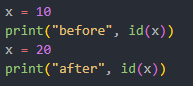 x = 10
print("before", id(x))
x = 20
print("after", id(x))